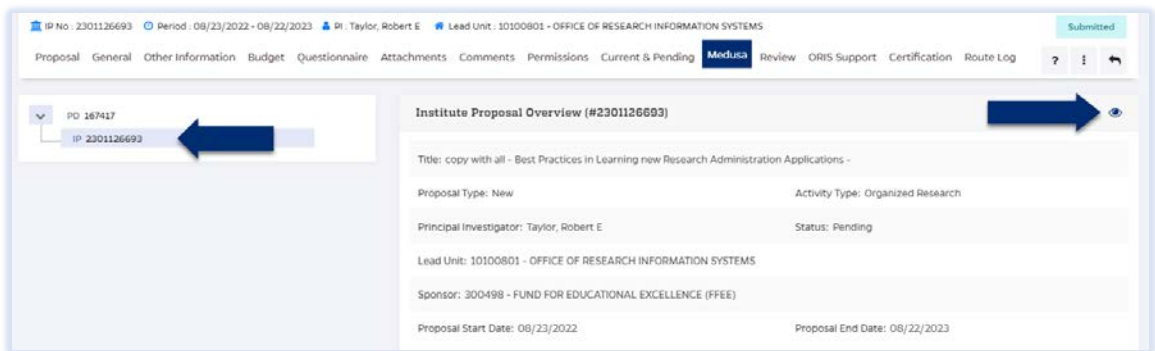 IP No : 2301126693 Period : 08/23/2022 - 08/22/2023 PI : Taylor, Robert E Lead Unit : 10100801 - OFFICE OF RESEARCH INFORMATION SYSTEMS Submitted
Proposal General Other Information Budget Questionnaire Attachments Comments Permissions Current & Pending Medusa Review ORIS Support Certification Route Log ?
PD 167417
IP 2301126693
Institute Proposal Overview (#2301126693)
Title: copy with all - Best Practices in Learning new Research Administration Applications -
Proposal Type: New Activity Type: Organized Research
Principal Investigator: Taylor, Robert E Status: Pending
Lead Unit: 10100801 - OFFICE OF RESEARCH INFORMATION SYSTEMS
Sponsor: 300498 - FUND FOR EDUCATIONAL EXCELLENCE (FFEE)
Proposal Start Date: 08/23/2022 Proposal End Date: 08/22/2023